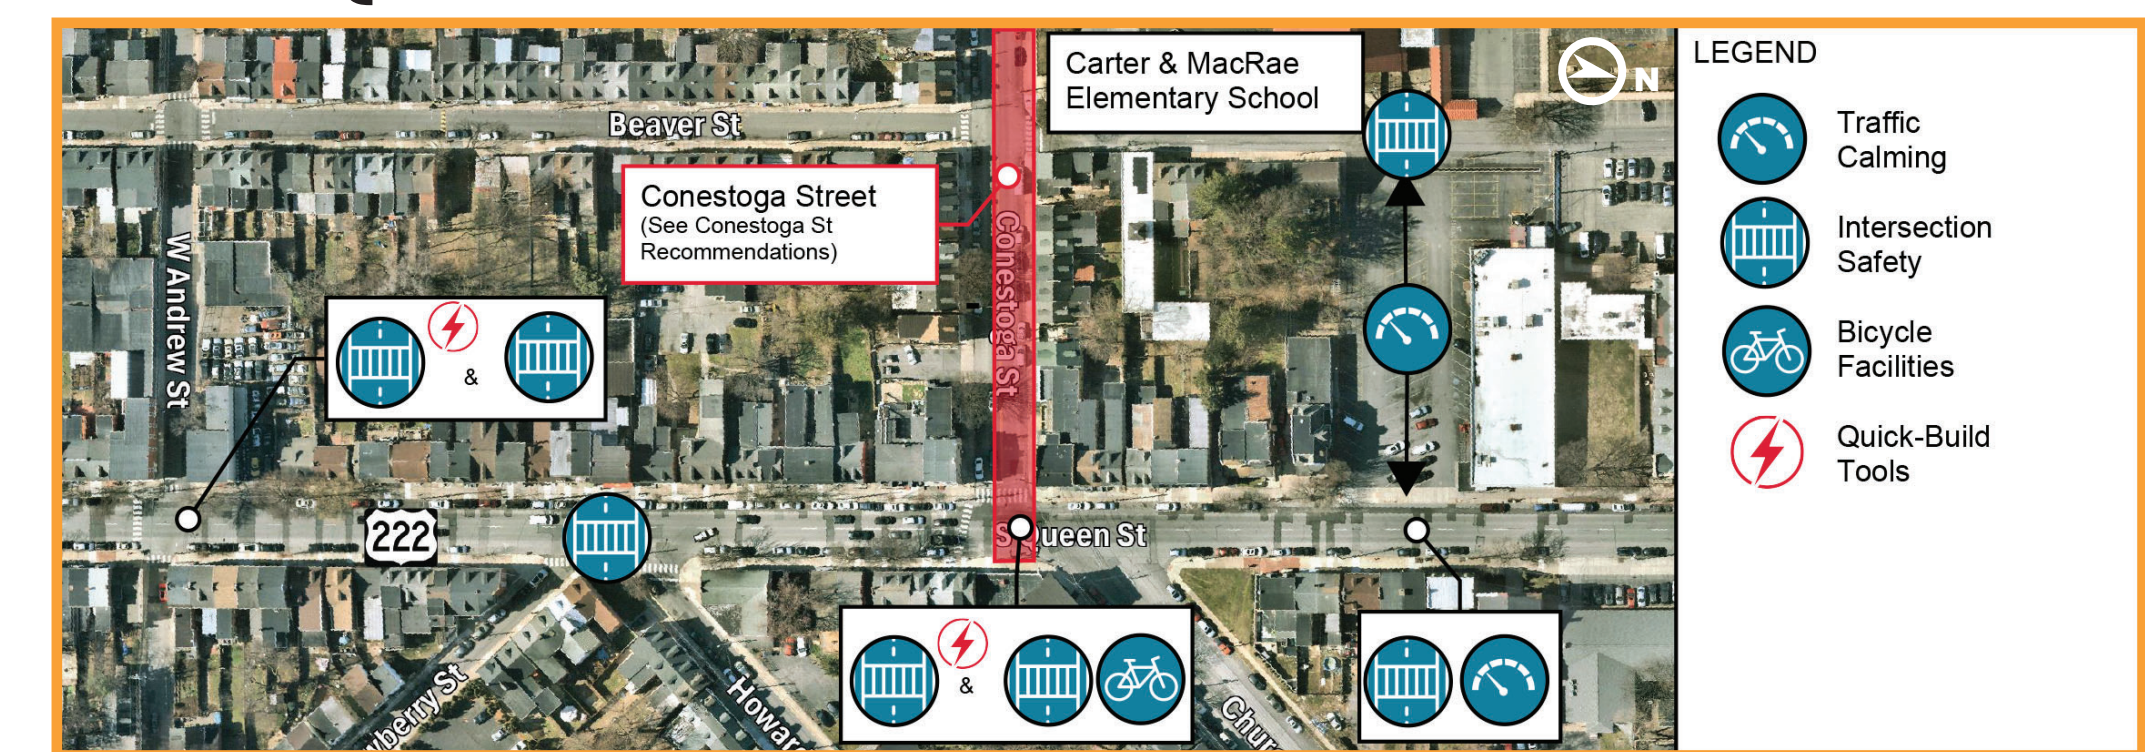 Beaver St
Carter & MacRae
Elementary School
N
LEGEND
Traffic
Calming
Intersection
Safety
Bicycle
Facilities
Quick-Build
Tools
Conestoga Street
(See Conestoga St
Recommendations)
W Andrew St
Conestoga St
&
222
S Queen St
&